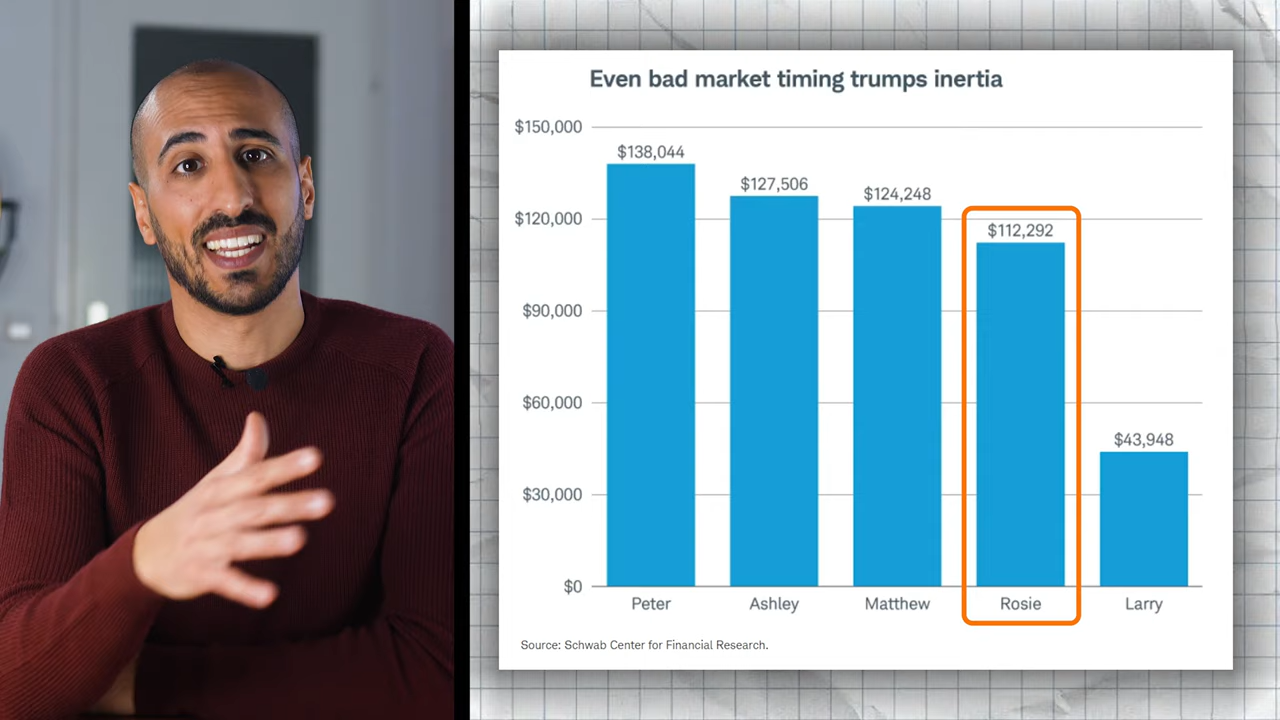 Even bad market timing trumps inertia
$150,000
$138,044
$127,506
$124,248
$120,000
$112,292
$90,000
$60,000
$43,948
$30,000
$0
Peter
Ashley
Matthew
Rosie
Larry
Source: Schwab Center for Financial Research.